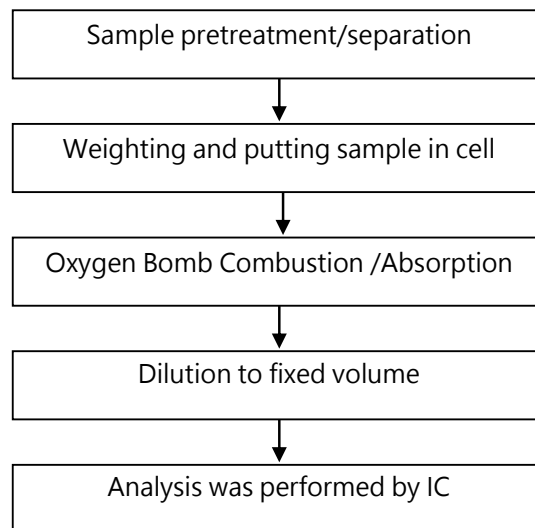 Sample pretreatment/separation
Weighting and putting sample in cell
Oxygen Bomb Combustion /Absorption
Dilution to fixed volume
Analysis was performed by IC